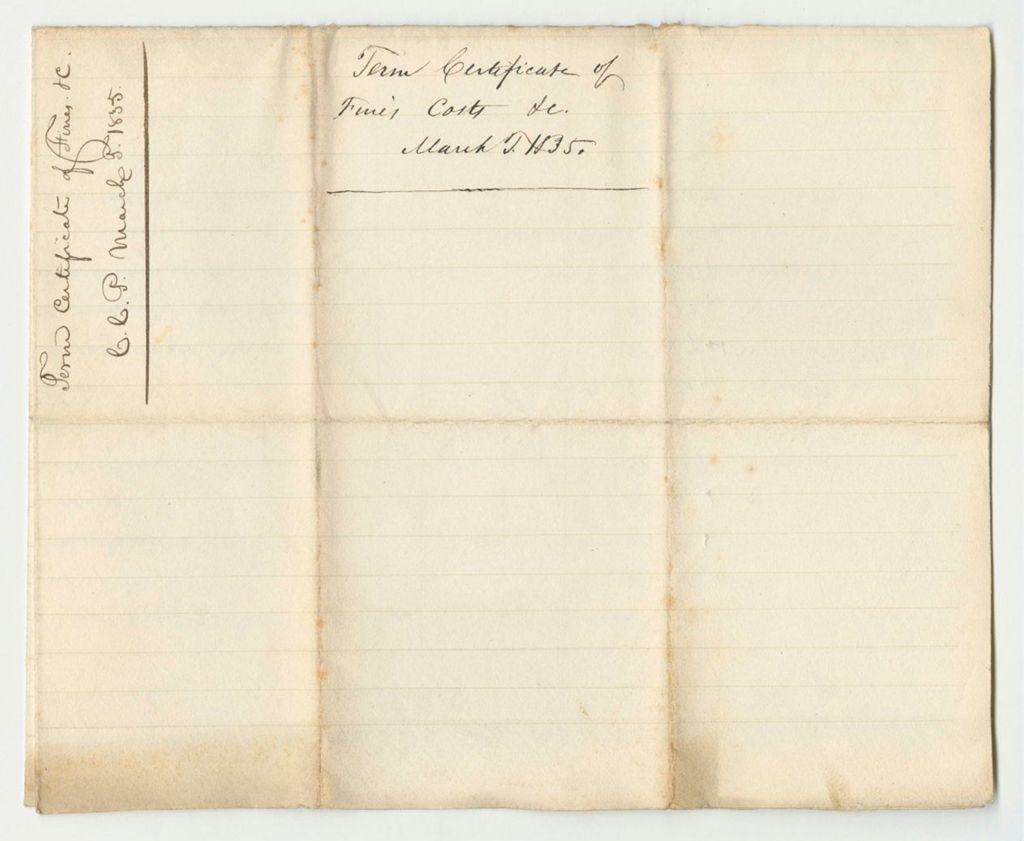 Term Certificate of Fines. &c.
C. C. P. March T. 1835.
Term Certificate of
Fines Costs &c.
March T. 1835.